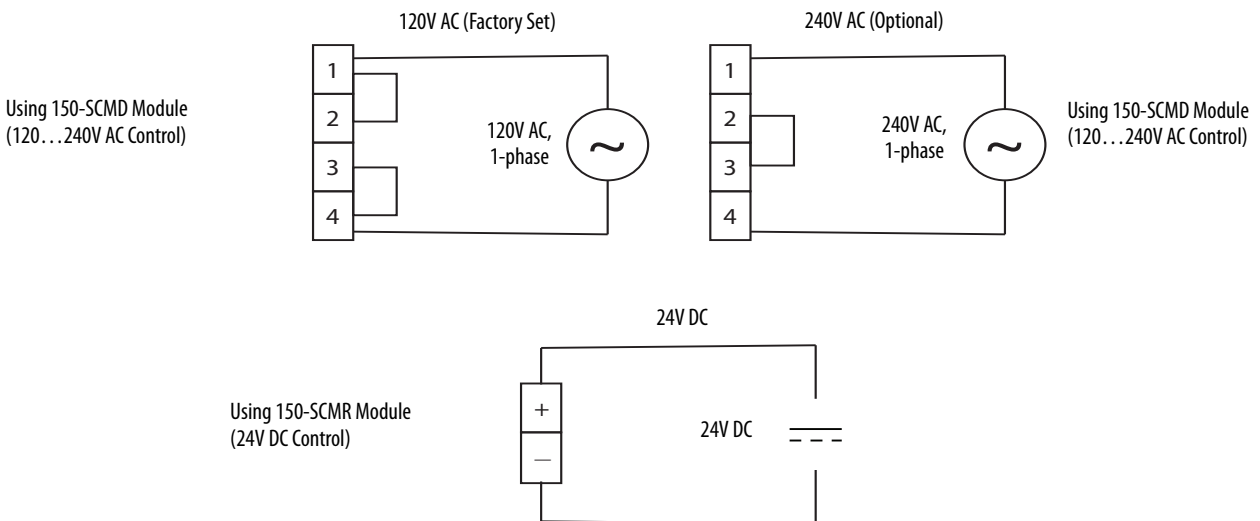 120V AC (Factory Set)
240V AC (Optional)
Using 150-SCMD Module
(120…240V AC Control)
1
2
3
4
120V AC,
1-phase
~
1
2
3
4
240V AC,
1-phase
~
Using 150-SCMD Module
(120…240V AC Control)
24V DC
Using 150-SCMR Module
(24V DC Control)
+
—
24V DC